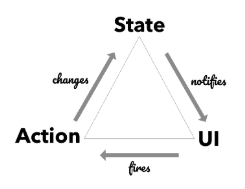 State
changes
notifies
Action
UI
fires